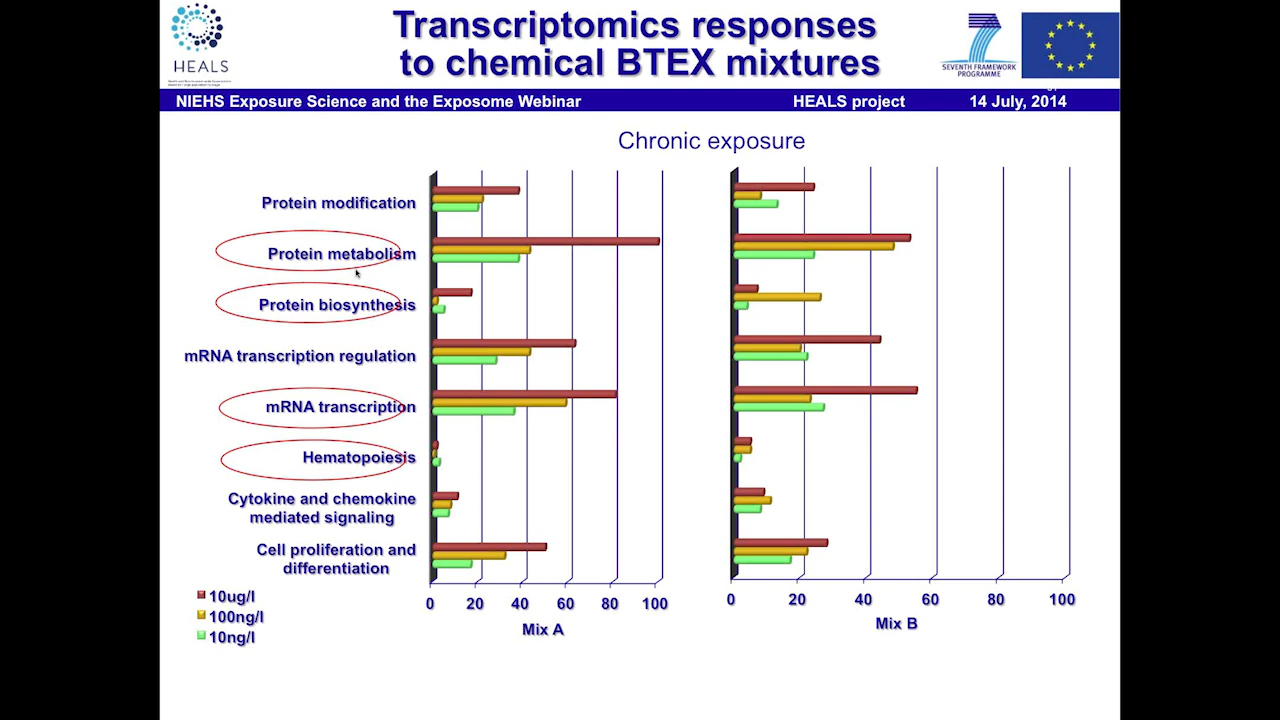 Transcriptomics responses
to chemical BTEX mixtures
HEALS
SEVENTH FRAMEWORK
PROGRAMME
NIEHS Exposure Science and the Exposome Webinar
HEALS project
14 July, 2014
Chronic exposure
Protein modification
Protein metabolism
Protein biosynthesis
mRNA transcription regulation
mRNA transcription
Hematopoiesis
Cytokine and chemokine
mediated signaling
Cell proliferation and
differentiation
10ug/l
100ng/l
10ng/l
0 20 40 60 80 100
Mix A
0 20 40 60 80 100
Mix B